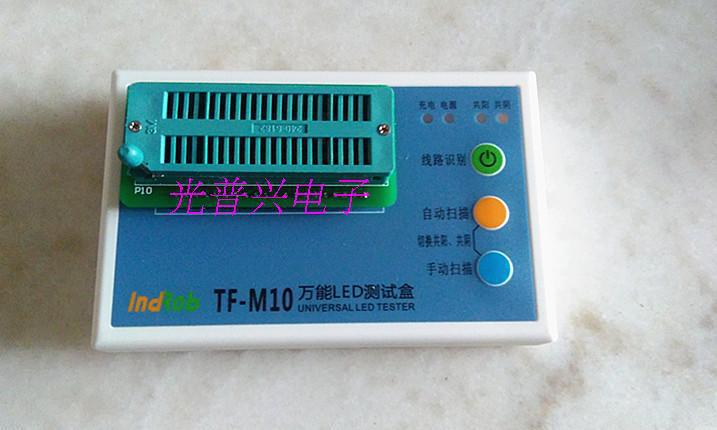 充电 电源 共阳 共阴
线路识别
P10
光普兴电子
自动扫描
切换共阳、共阴
手动扫描
Indtab TF-M10 万能LED测试盒
UNIVERSAL LED TESTER